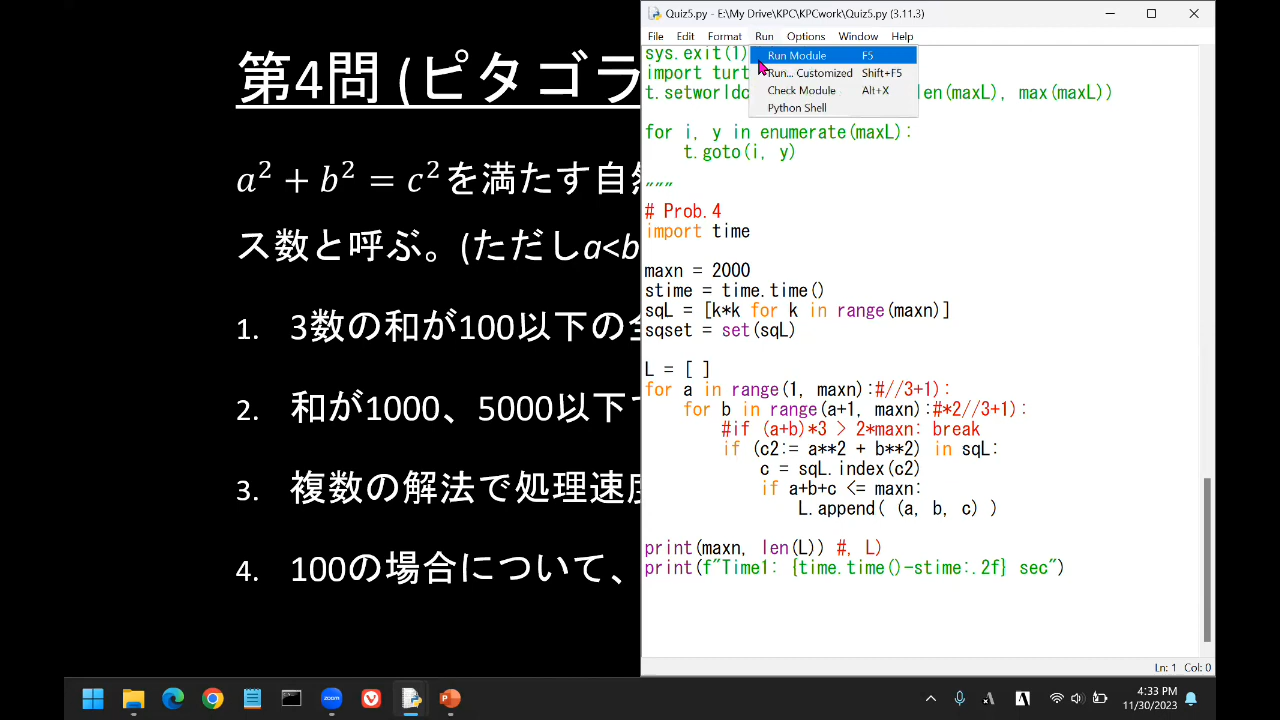 Quiz5.py - E:\My Drive\KPC\KPCwork\Quiz5.py (3.11.3)
File Edit Format Run Options Window Help
Run Module F5
Run... Customized Shift+F5
Check Module Alt+X
Python Shell
sys.exit(1)
import turt
t.setworldc len(maxL), max(maxL))
for i, y in enumerate(maxL):
t.goto(i, y)
"""
# Prob.4
import time
maxn = 2000
stime = time.time()
sqL = [k*k for k in range(maxn)]
sqset = set(sqL)
L = [ ]
for a in range(1, maxn):#//3+1):
for b in range(a+1, maxn):#*2//3+1):
#if (a+b)*3 > 2*maxn: break
if (c2:= a**2 + b**2) in sqL:
c = sqL.index(c2)
if a+b+c <= maxn:
L.append( (a, b, c) )
print(maxn, len(L)) #, L)
print(f"Time1: {time.time()-stime:.2f} sec")
Ln: 1 Col: 0
第4問 (ピタゴラ
a² + b² = c²を満たす自然
ス数と呼ぶ。(ただしa<b
1. 3数の和が100以下の全
2. 和が1000、5000以下で
3. 複数の解法で処理速度
4. 100の場合について、
zoom
4:33 PM
11/30/2023